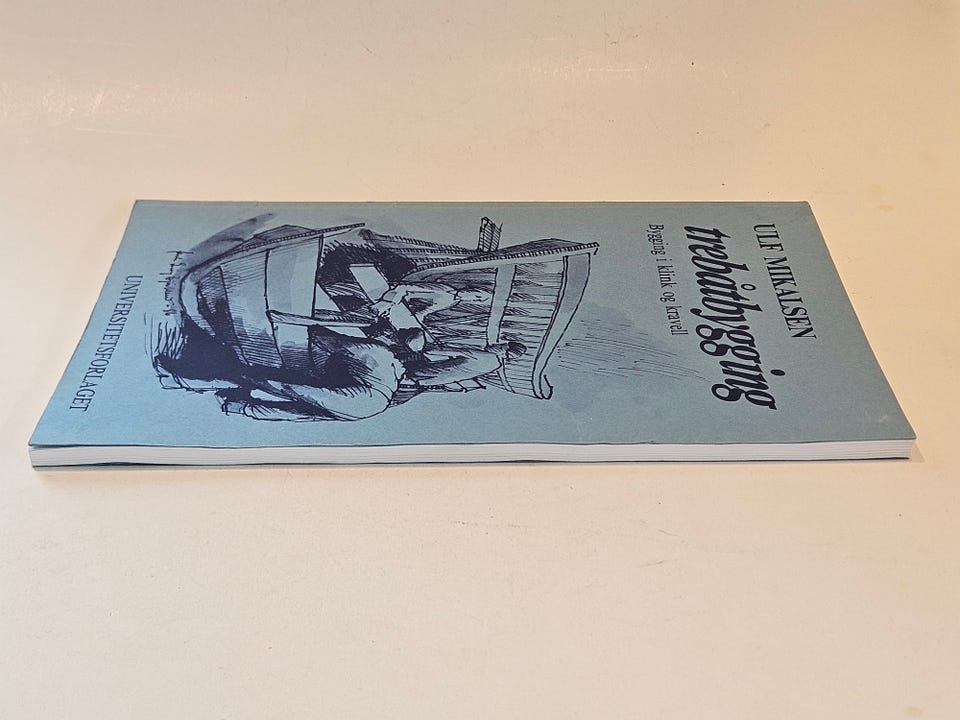 ULF MIKALSEN
trebåtbygging
Bygging i klink og kravell
UNIVERSITETSFORLAGET